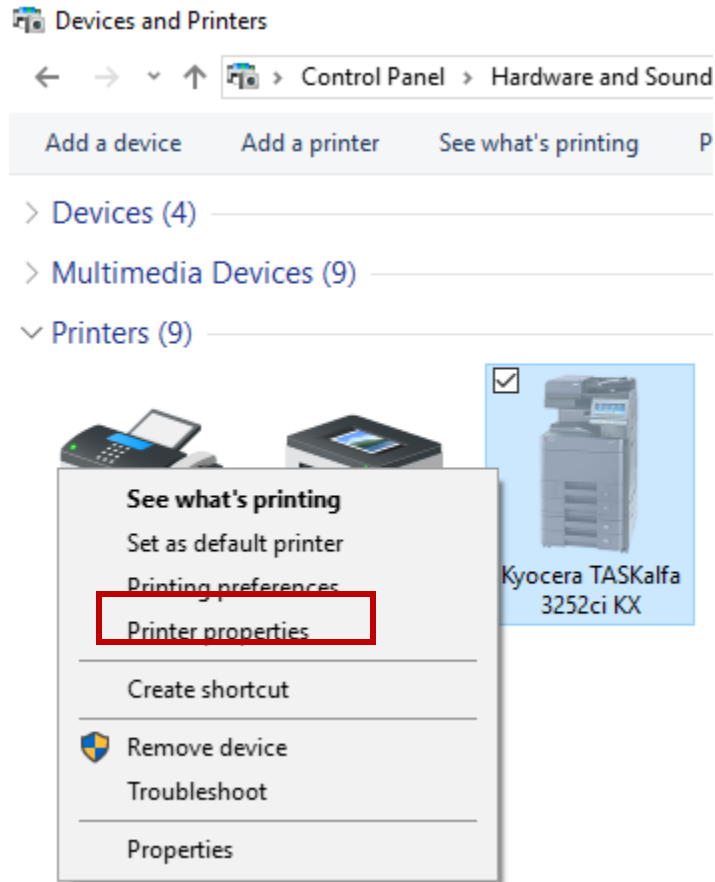 Devices and Printers
Control Panel > Hardware and Sound
Add a device Add a printer See what's printing P
Devices (4)
Multimedia Devices (9)
Printers (9)
Kyocera TASKalfa
3252ci KX
See what's printing
Set as default printer
Printing preferences
Printer properties
Create shortcut
Remove device
Troubleshoot
Properties